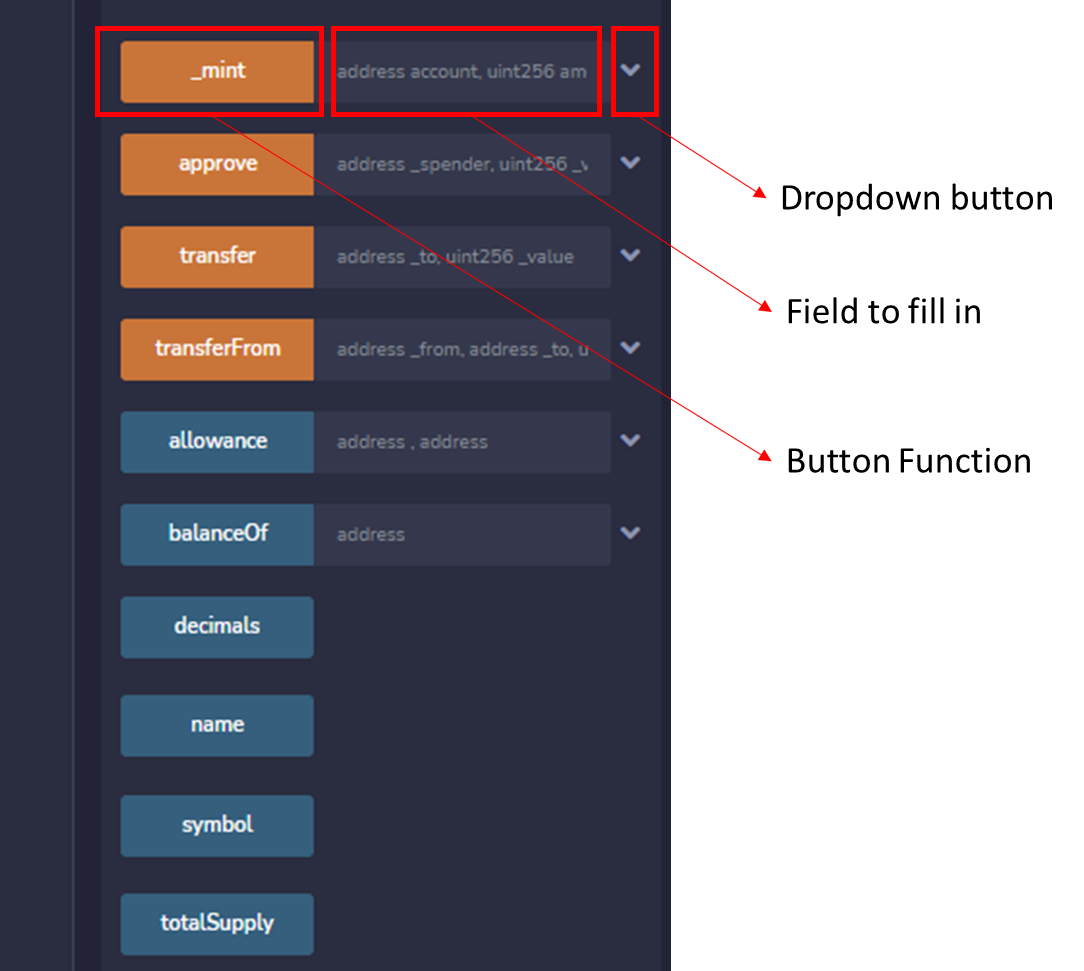 _mint address account, uint256 am
approve address _spender, uint256 _v
transfer address _to, uint256 _value
transferFrom address _from, address _to, u
allowance address , address
balanceOf address
decimals
name
symbol
totalSupply
Dropdown button
Field to fill in
Button Function